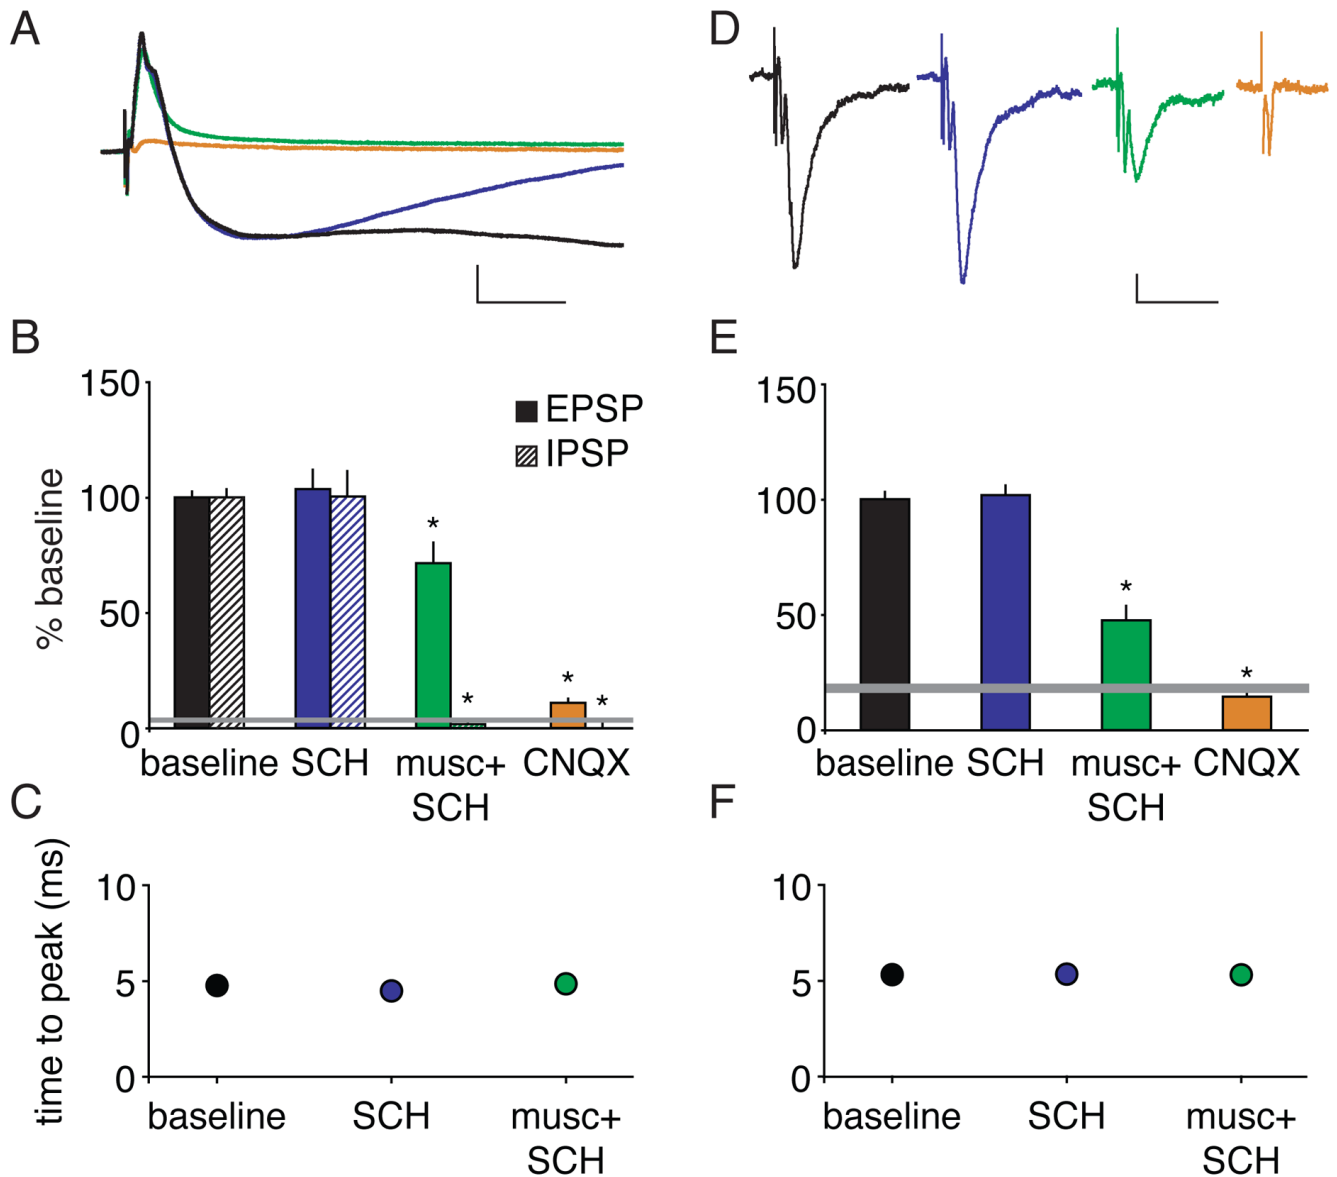 A
D
B
150
100
50
0
% baseline
EPSP
IPSP
*
*
*
*
baseline SCH musc+ CNQX
SCH
E
150
100
50
0
*
*
baseline SCH musc+ CNQX
SCH
C
10
5
0
time to peak (ms)
baseline SCH musc+
SCH
F
10
5
0
baseline SCH musc+
SCH